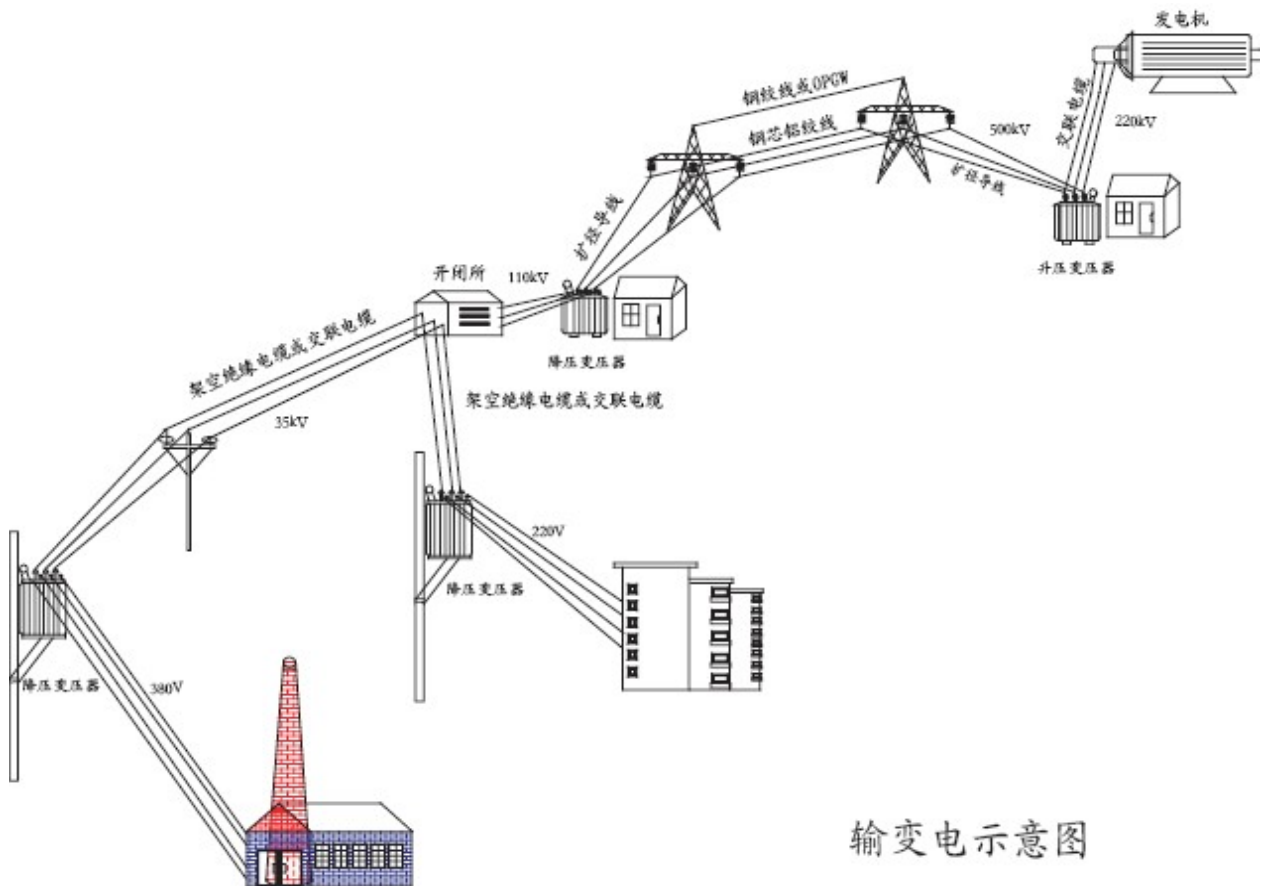 发电机
钢绞线或OPGW
钢芯铝绞线
500kV
交联电缆
220kV
扩径导线
扩径导线
升压变压器
开闭所
110kV
降压变压器
架空绝缘电缆或交联电缆
架空绝缘电缆或交联电缆
35kV
220V
降压变压器
降压变压器
380V
输变电示意图